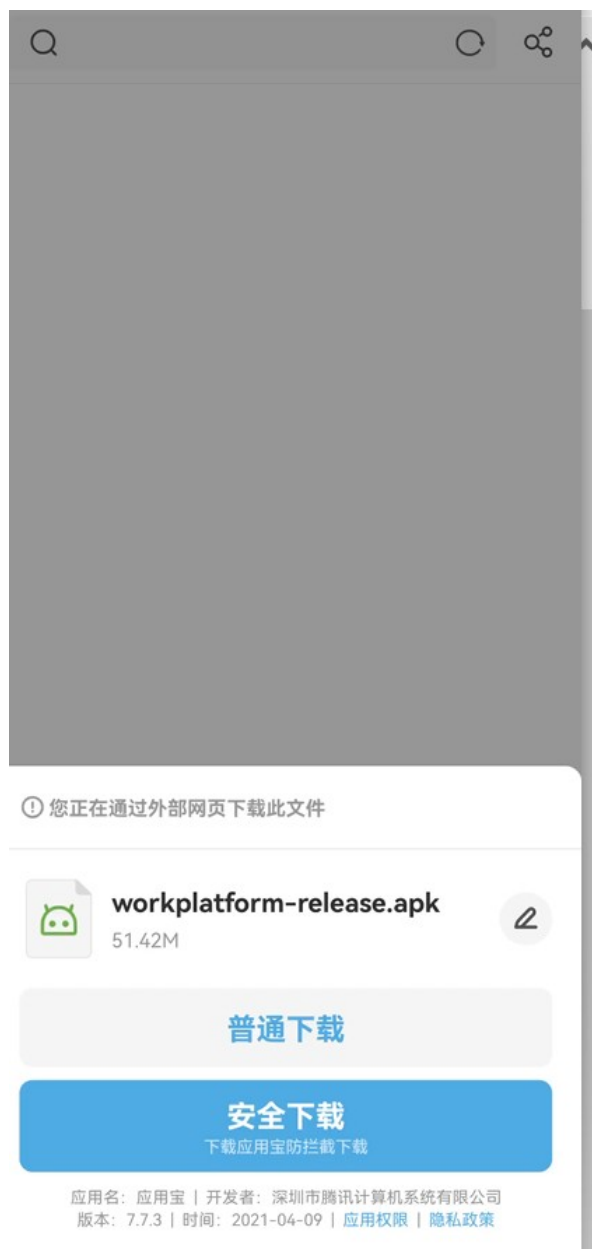 您正在通过外部网页下载此文件
workplatform-release.apk
51.42M
普通下载
安全下载
下载应用宝防拦截下载
应用名：应用宝 | 开发者：深圳市腾讯计算机系统有限公司
版本：7.7.3 | 时间：2021-04-09 | 应用权限 | 隐私政策